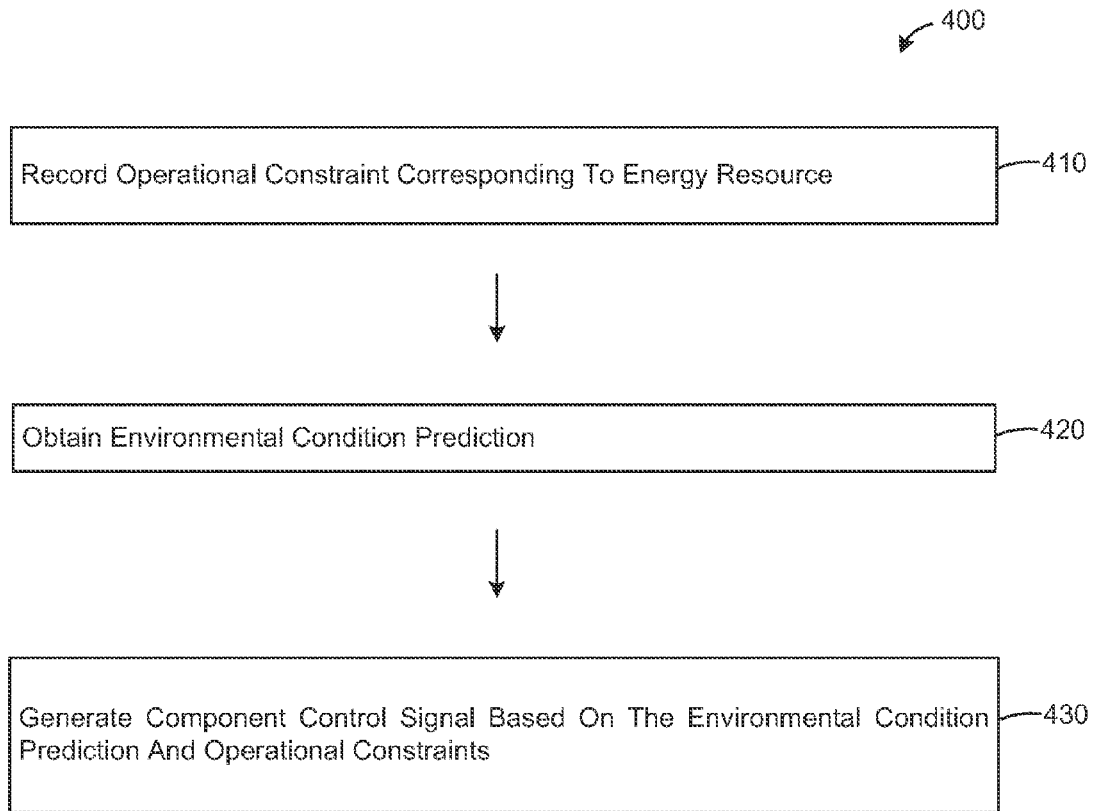 400
Record Operational Constraint Corresponding To Energy Resource
410
Obtain Environmental Condition Prediction
420
Generate Component Control Signal Based On The Environmental Condition
Prediction And Operational Constraints
430